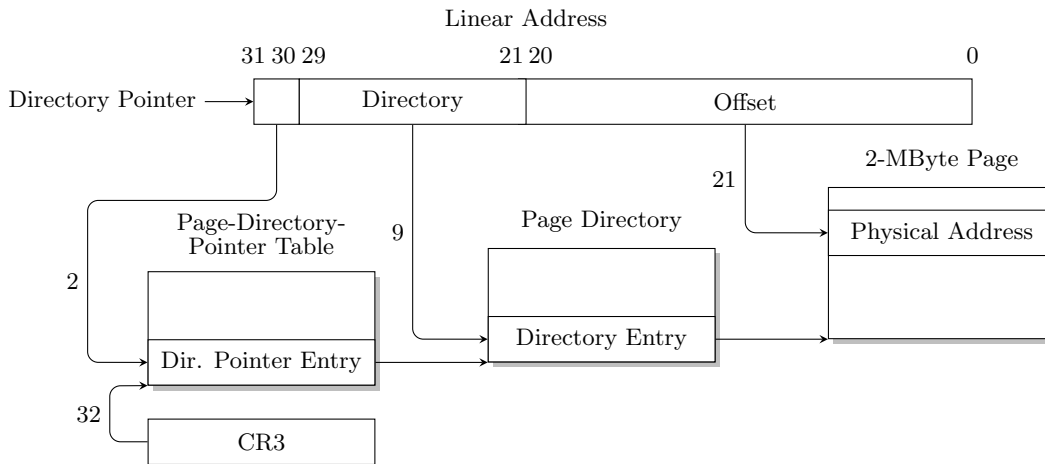 Linear Address
31 30 29 21 20 0
Directory Pointer Directory Offset
2-MByte Page
21
Page-Directory-
Pointer Table
Page Directory
9
Physical Address
2
Directory Entry
Dir. Pointer Entry
32
CR3